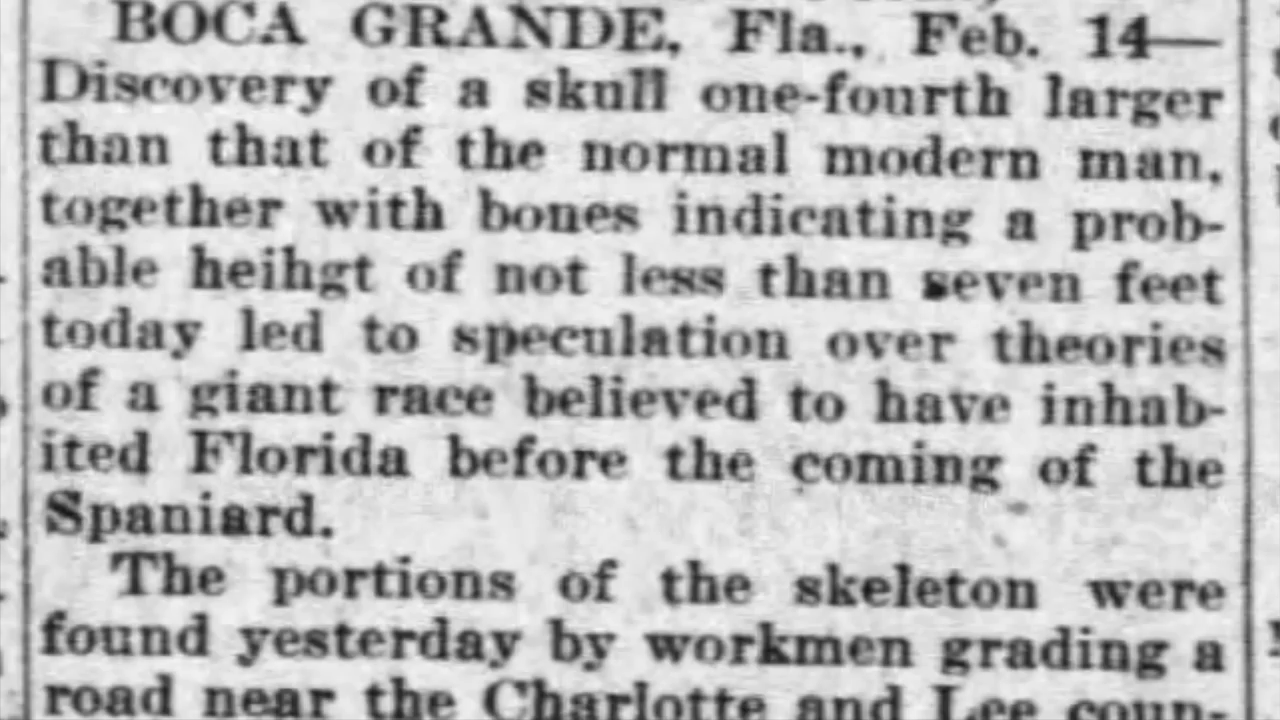 BOCA GRANDE, Fla., Feb. 14—
Discovery of a skull one-fourth larger
than that of the normal modern man,
together with bones indicating a prob-
able heihgt of not less than seven feet
today led to speculation over theories
of a giant race believed to have inhab-
ited Florida before the coming of the
Spaniard.
The portions of the skeleton were
found yesterday by workmen grading a
road near the Charlotte and Lee coun-